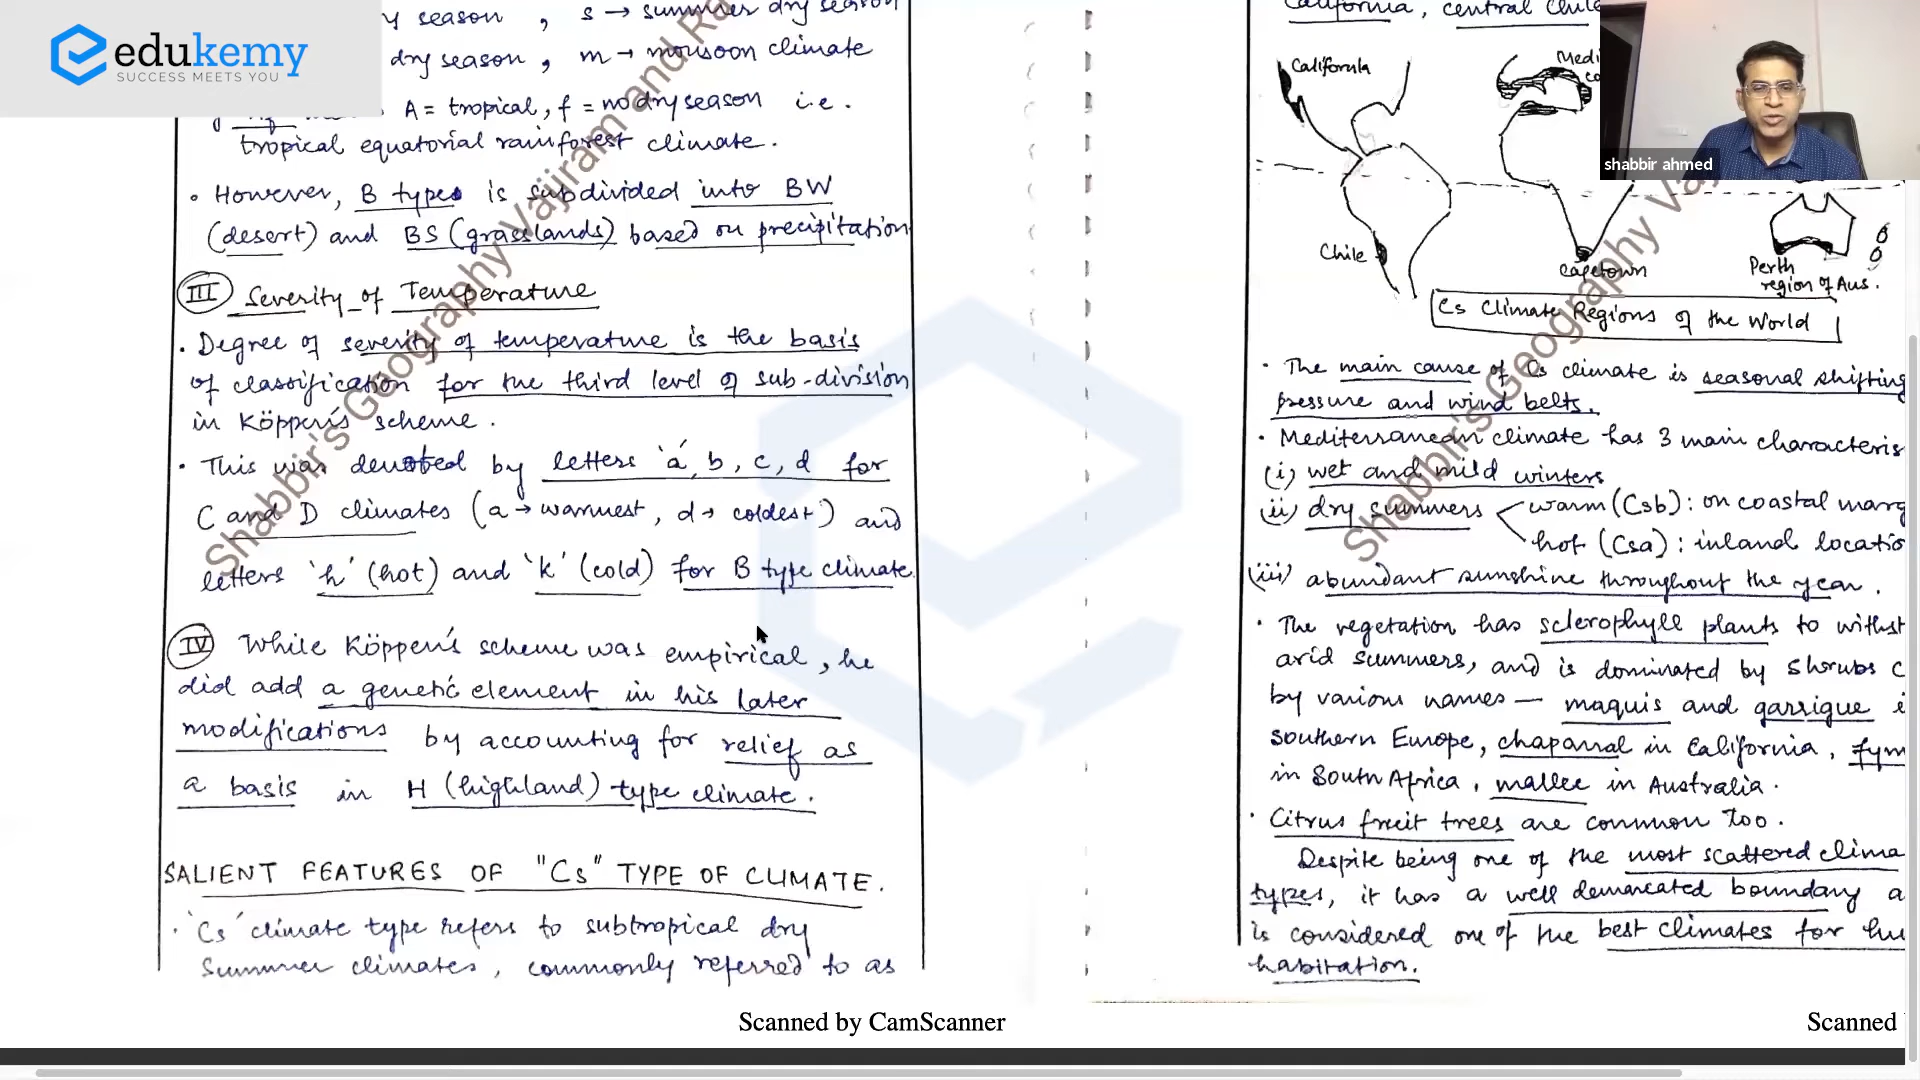 edukemy
SUCCESS MEETS YOU
y season , s → summer dry season
dry season , m → monsoon climate
A = tropical, f = no dry season i.e.
tropical equatorial rainforest climate.
• However, B types is subdivided into BW
(desert) and BS (grasslands) based on precipitation
III Severity of Temperature
• Degree of severity of temperature is the basis
of classification for the third level of sub-division
in Köppen's scheme.
• This was denoted by letters 'a, b, c, d for
C and D climates (a → warmest, d → coldest) and
letters 'h' (hot) and 'k' (cold) for B type climate.
IV While Köppen's scheme was empirical, he
did add a genetic element in his later
modifications by accounting for relief as
a basis in H (highland) type climate.
SALIENT FEATURES OF "Cs" TYPE OF CLIMATE.
• 'Cs' climate type refers to subtropical dry
summer climates, commonly referred to as
Shabbir's Geography Vajiram and Ra
Scanned by CamScanner
California, central Chile
California
Medi
co
Chile
Capetown
Perth
region of Aus.
Cs Climate Regions of the World
• The main cause of Cs climate is seasonal shifting
pressure and wind belts.
• Mediterranean climate has 3 main characteris
(i) wet and mild winters
(ii) dry summers
warm (Csb) : on coastal marg
hot (Csa) : inland locatio
(iii) abundant sunshine throughout the year.
• The vegetation has sclerophyll plants to withst
arid summers, and is dominated by shrubs c
by various names — maquis and garrigue i
southern Europe, chaparral in California, fyn
in South Africa, mallee in Australia.
• Citrus fruit trees are common too.
Despite being one of the most scattered clima
types, it has a well demarcated boundary a
is considered one of the best climates for hu
habitation.
Shabbir's Geography Vaj
Scanned
shabbir ahmed